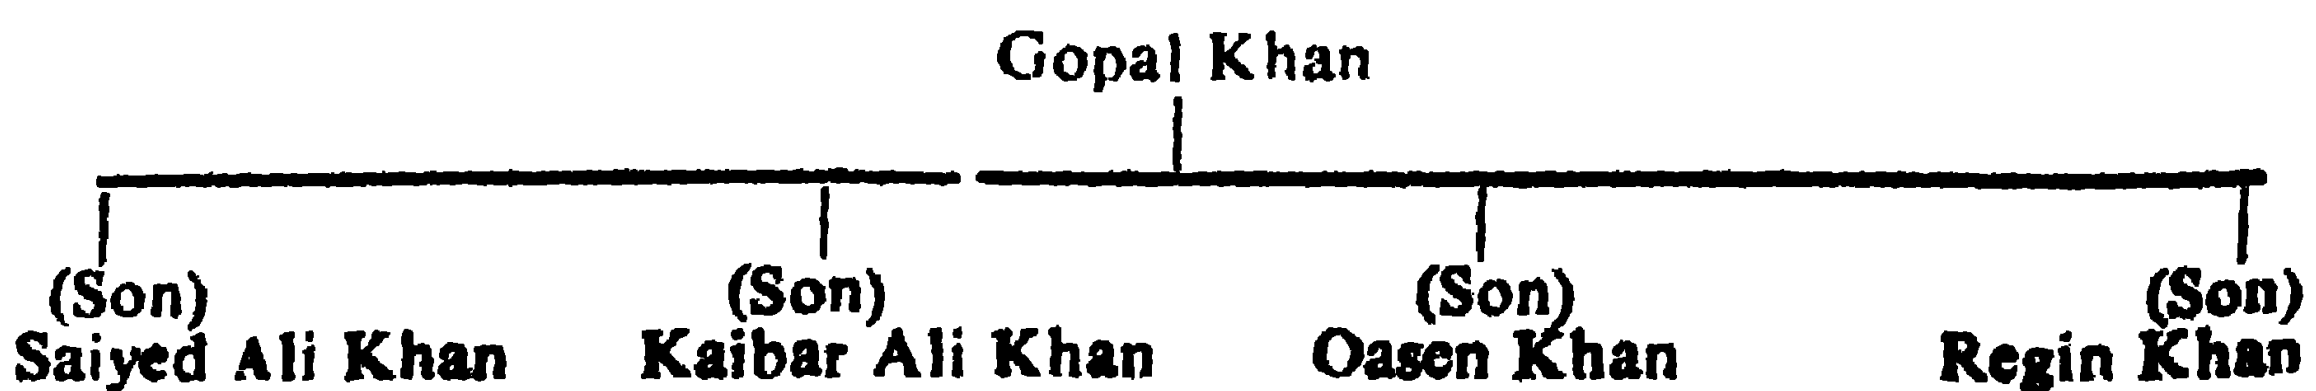 Gopal Khan
(Son) (Son) (Son) (Son)
Saiyed Ali Khan Kaibar Ali Khan Oasen Khan Regin Khan